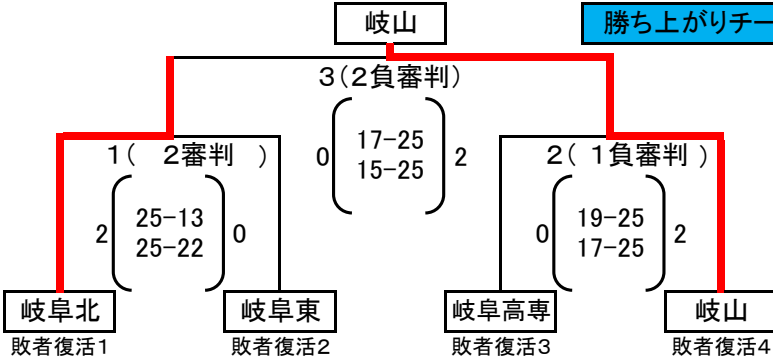 岐山
勝ち上がりチー
3(2負審判)
0 17-25 2
15-25
1( 2審判 )
2 25-13 0
25-22
2( 1負審判 )
0 19-25 2
17-25
岐阜北 岐阜東 岐阜高専 岐山
敗者復活1 敗者復活2 敗者復活3 敗者復活4